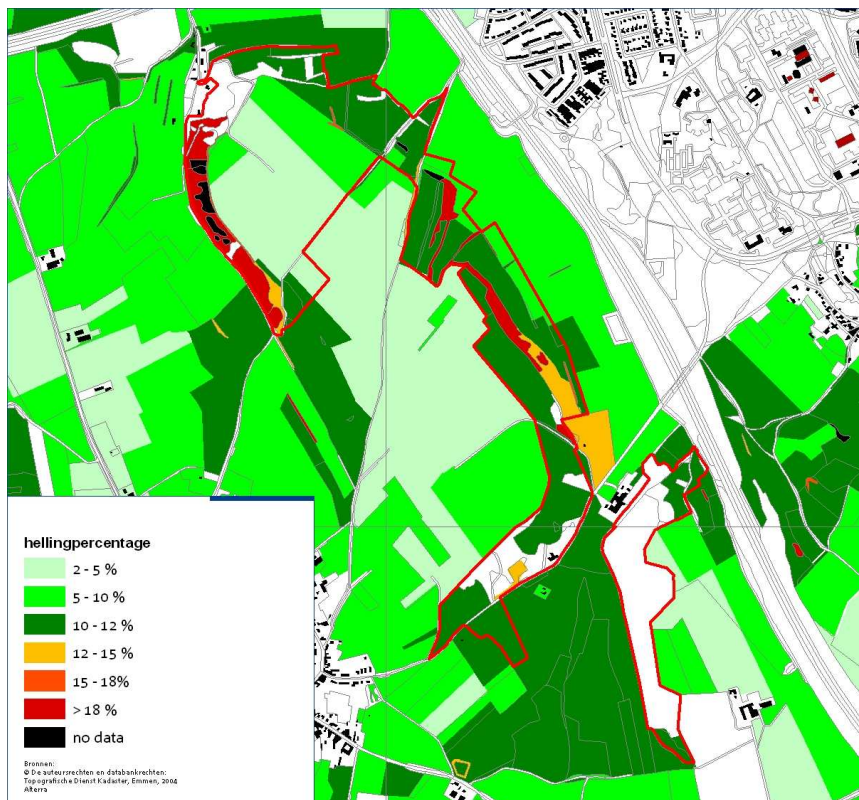 hellingpercentage
2 - 5 %
5 - 10 %
10 - 12 %
12 - 15 %
15 - 18%
> 18 %
no data
Bronnen:
© De auteursrechten en databankrechten:
Topografische Dienst Kadaster, Emmen, 2004
Alterra